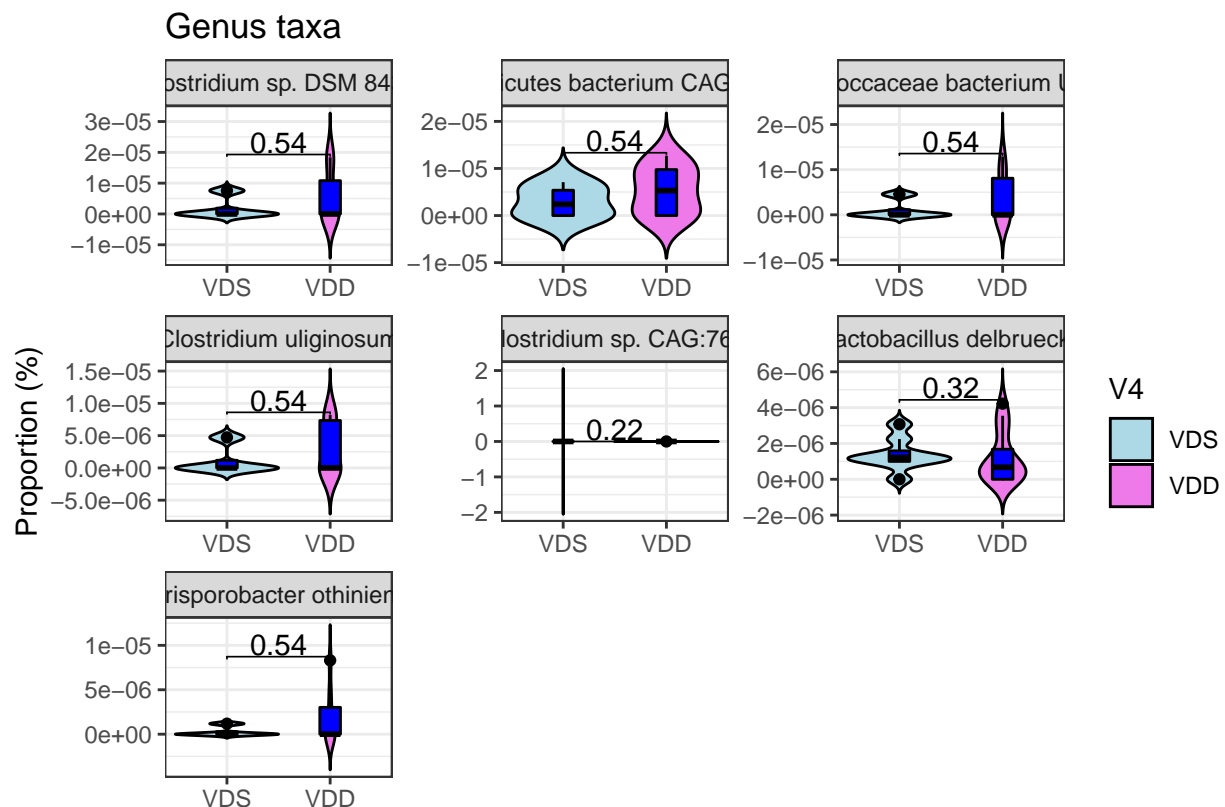 Genus taxa
ostridium sp. DSM 84
icutes bacterium CAG
occaceae bacterium U
3e−05
2e−05
1e−05
0e+00
−1e−05
0.54
VDS
VDD
2e−05
1e−05
0e+00
−1e−05
0.54
VDS
VDD
2e−05
1e−05
0e+00
−1e−05
0.54
VDS
VDD
Proportion (%)
Clostridium uliginosum
lostridium sp. CAG:76
actobacillus delbrueck
1.5e−05
1.0e−05
5.0e−06
0.0e+00
−5.0e−06
0.54
VDS
VDD
2
1
0
−1
−2
0.22
VDS
VDD
6e−06
4e−06
2e−06
0e+00
−2e−06
0.32
VDS
VDD
V4
VDS
VDD
risporobacter othinien
1e−05
5e−06
0e+00
0.54
VDS
VDD